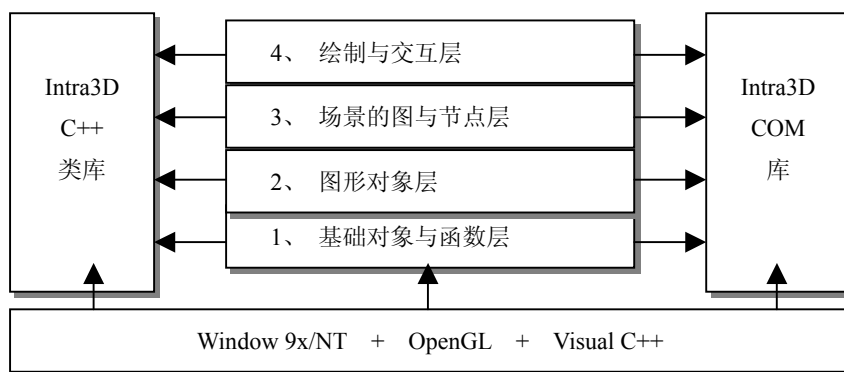 Intra3D
C++
类库
4、 绘制与交互层
3、 场景的图与节点层
2、 图形对象层
1、 基础对象与函数层
Intra3D
COM
库
Window 9x/NT + OpenGL + Visual C++